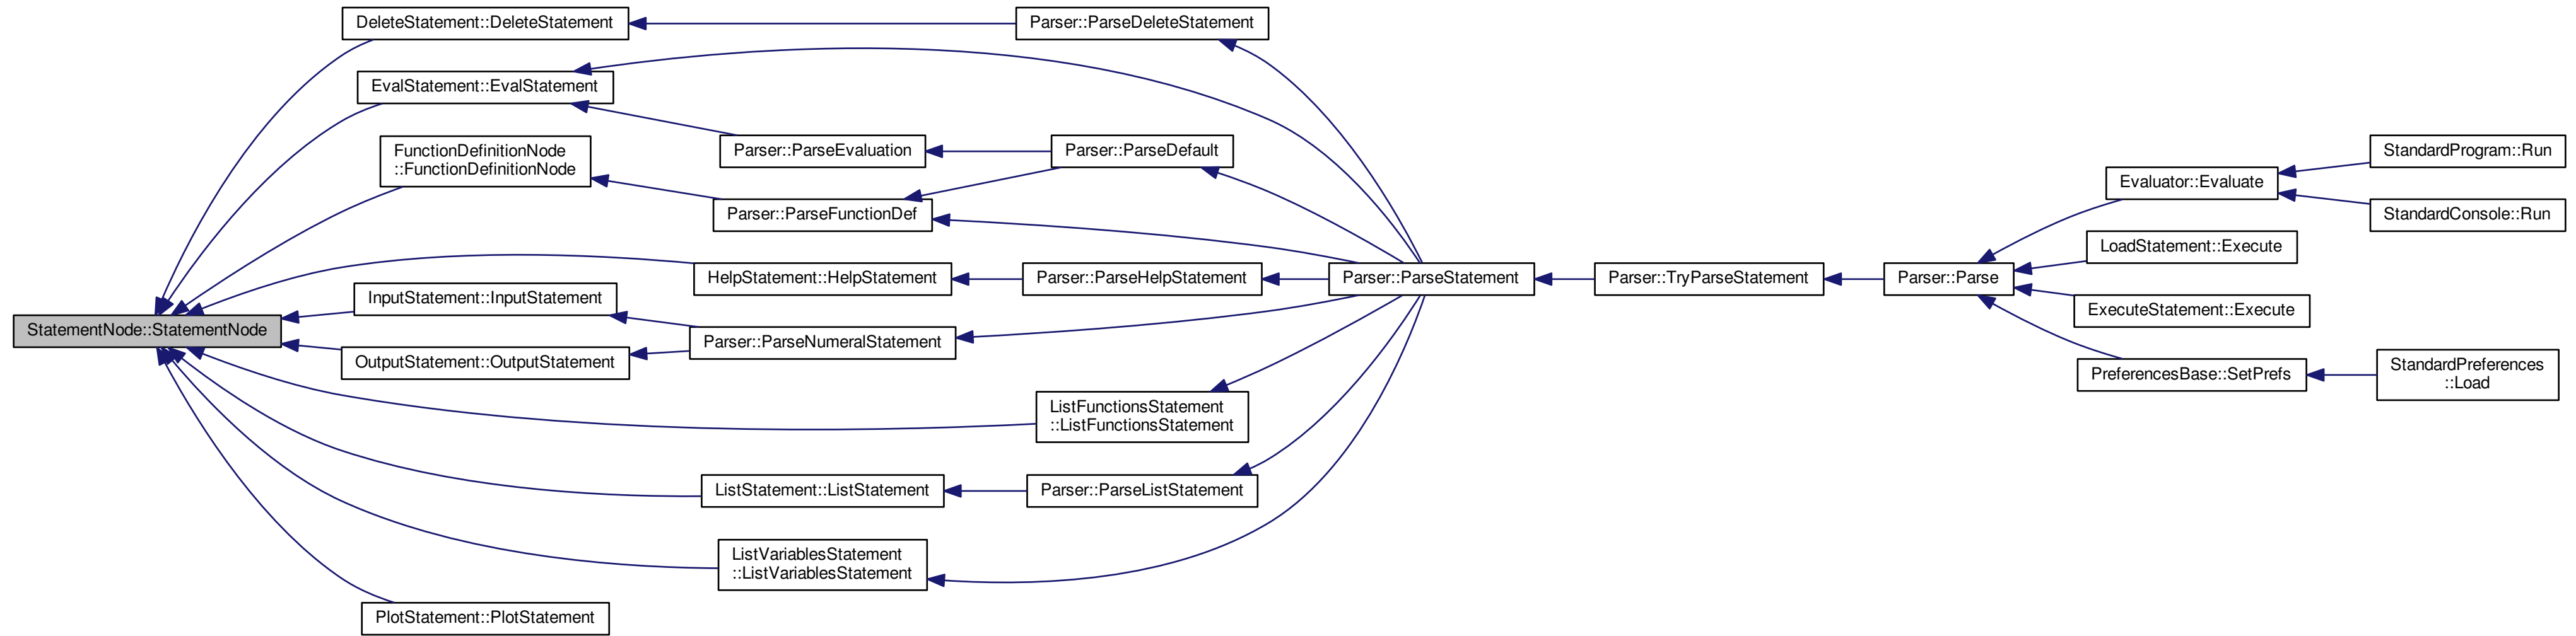 DeleteStatement::DeleteStatement
Parser::ParseDeleteStatement
EvalStatement::EvalStatement
FunctionDefinitionNode
::FunctionDefinitionNode
Parser::ParseEvaluation
Parser::ParseDefault
Parser::ParseFunctionDef
StandardProgram::Run
Evaluator::Evaluate
StandardConsole::Run
LoadStatement::Execute
HelpStatement::HelpStatement
Parser::ParseHelpStatement
Parser::ParseStatement
Parser::TryParseStatement
Parser::Parse
InputStatement::InputStatement
ExecuteStatement::Execute
StatementNode::StatementNode
Parser::ParseNumeralStatement
OutputStatement::OutputStatement
PreferencesBase::SetPrefs
StandardPreferences
::Load
ListFunctionsStatement
::ListFunctionsStatement
ListStatement::ListStatement
Parser::ParseListStatement
ListVariablesStatement
::ListVariablesStatement
PlotStatement::PlotStatement